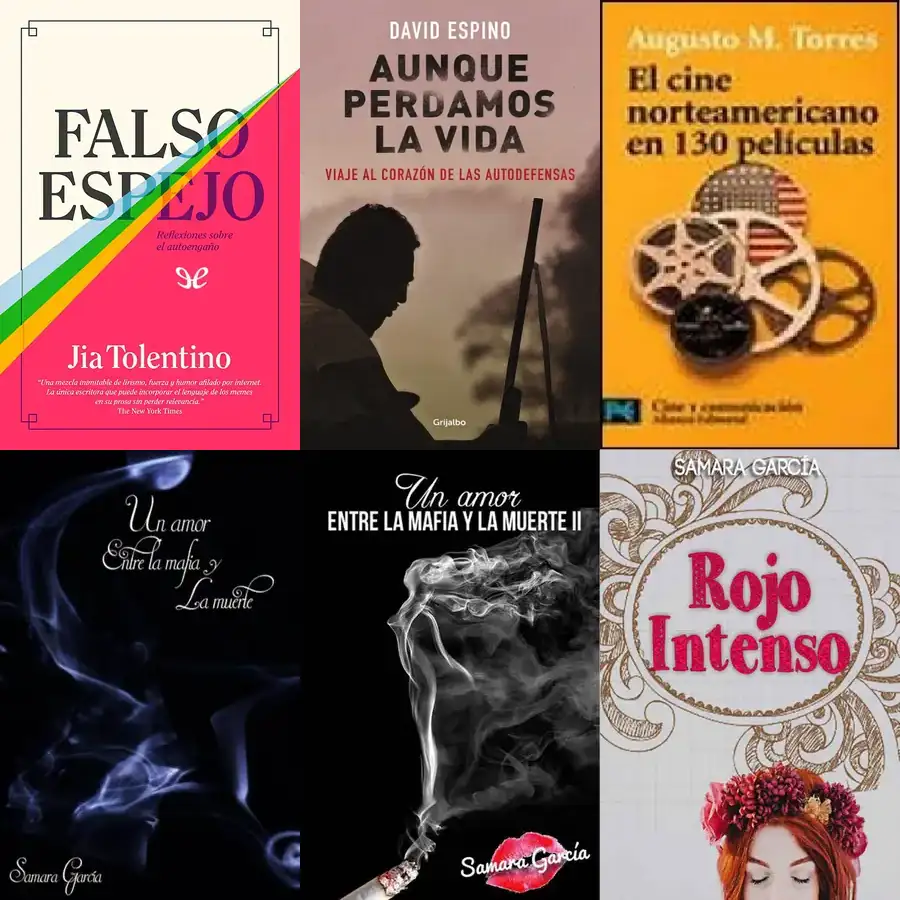 FALSO
ESPEJO
Reflexiones sobre
el autoengaño
Jia Tolentino
"Una mezcla inimitable de lirismo, fuerza y humor afilado por internet.
La única escritora que puede incorporar el lenguaje de los memes
en su prosa sin perder relevancia."
The New York Times
DAVID ESPINO
AUNQUE
PERDAMOS
LA VIDA
VIAJE AL CORAZÓN DE LAS AUTODEFENSAS
Grijalbo
Augusto M. Torres
El cine
norteamericano
en 130 películas
Cine y comunicación
Alianza Editorial
Un amor
Entre la mafia y
La muerte
Samara García
Un amor
ENTRE LA MAFIA Y LA MUERTE II
Samara García
SAMARA GARCÍA
Rojo
Intenso